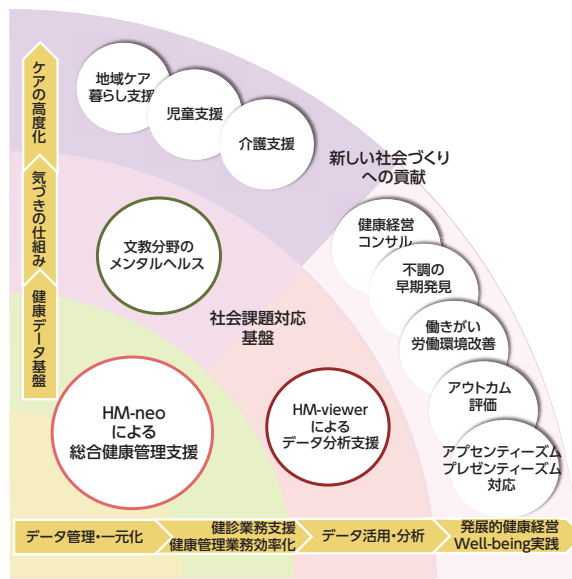 ケアの高度化
気づきの仕組み
健康データ基盤
地域ケア
暮らし支援
児童支援
介護支援
新しい社会づくり
への貢献
文教分野の
メンタルヘルス
健康経営
コンサル
不調の
早期発見
働きがい
労働環境改善
アウトカム
評価
アプセンティーズム
プレゼンティーズム
対応
社会課題対応
基盤
HM-neo
による
総合健康管理支援
HM-viewer
による
データ分析支援
データ管理・一元化
健診業務支援
健康管理業務効率化
データ活用・分析
発展的健康経営
Well-being実践